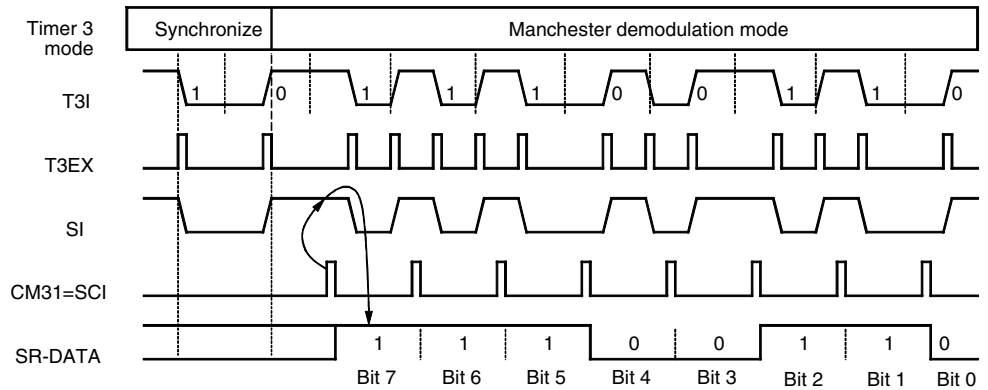 Timer 3
mode
Synchronize
Manchester demodulation mode
T3I
1 0 1 1 1 0 0 1 1 0
T3EX
SI
CM31=SCI
SR-DATA
1 1 1 0 0 1 1 0
Bit 7 Bit 6 Bit 5 Bit 4 Bit 3 Bit 2 Bit 1 Bit 0